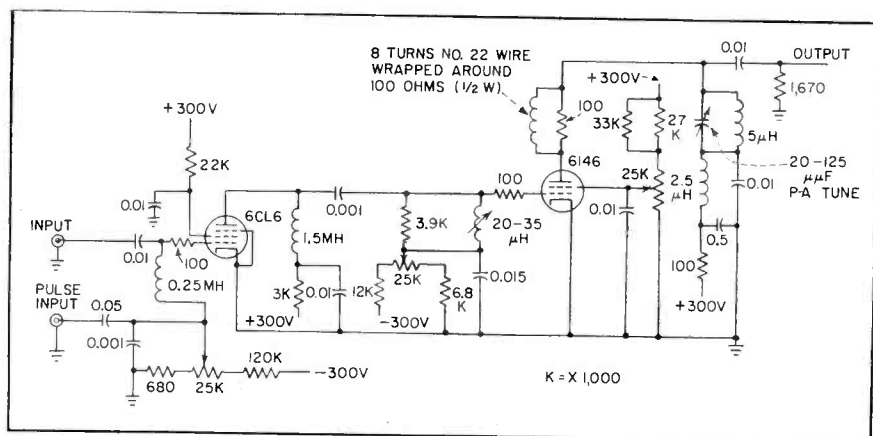 8 TURNS NO. 22 WIRE
WRAPPED AROUND
100 OHMS (1/2 W)
0.01
OUTPUT
+300V
1,670
100
33K
27
K
5μH
+300V
22K
6146
20-125
μμF
P-A TUNE
0.01
6CL6
0.001
100
25K
2.5
μH
0.01
INPUT
0.01
100
1.5MH
3.9K
20-35
μH
0.01
0.5
0.25MH
PULSE
INPUT
0.05
3K
0.01
12K
25K
6.8
K
0.015
100
+300V
-300V
+300V
0.001
120K
-300V
680
25K
K = X 1,000